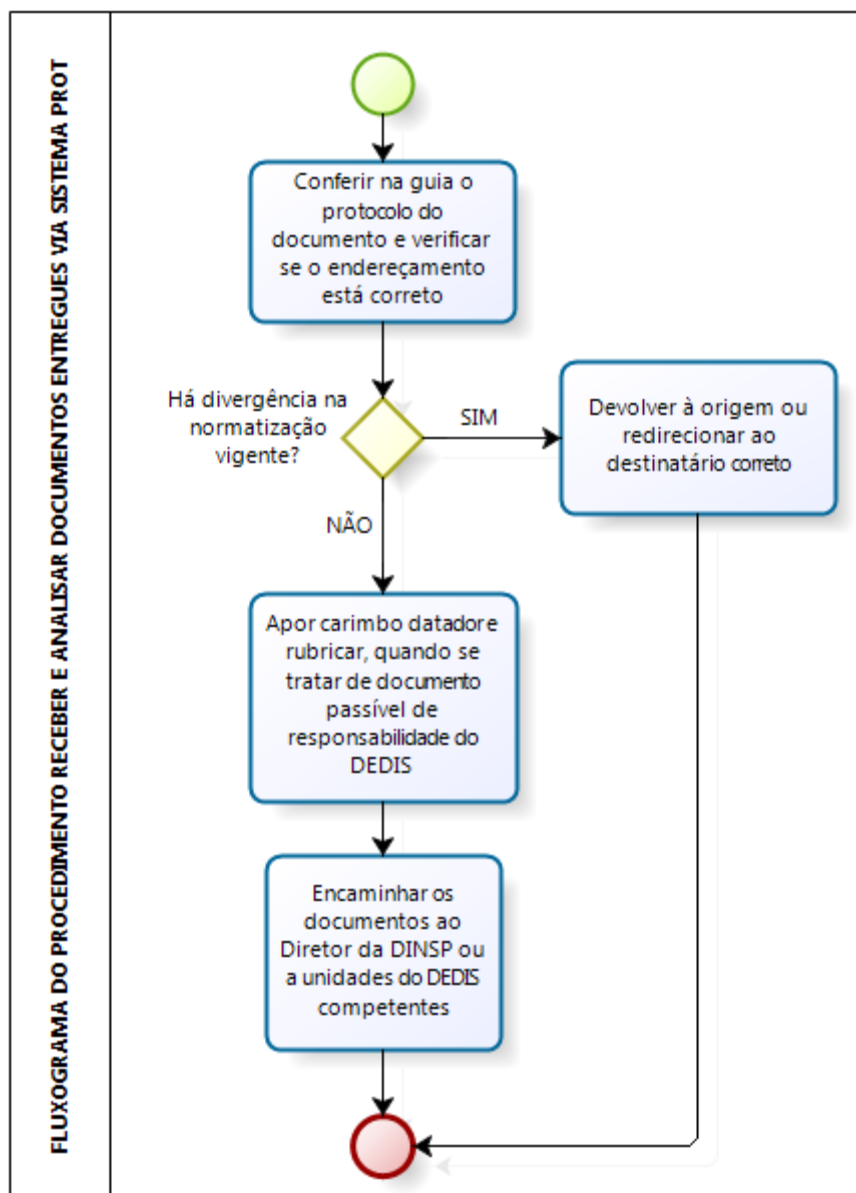 FLUXOGRAMA DO PROCEDIMENTO RECEBER E ANALISAR DOCUMENTOS ENTREGUES VIA SISTEMA PROT
Conferir na guia o
protocolo do
documento e verificar
se o endereçamento
está correto
Há divergência na
normatização
vigente?
SIM
Devolver à origem ou
redirecionar ao
destinatário correto
NÃO
Apor carimbo datador e
rubricar, quando se
tratar de documento
passível de
responsabilidade do
DEDIS
Encaminhar os
documentos ao
Diretor da DINSP ou
a unidades do DEDIS
competentes